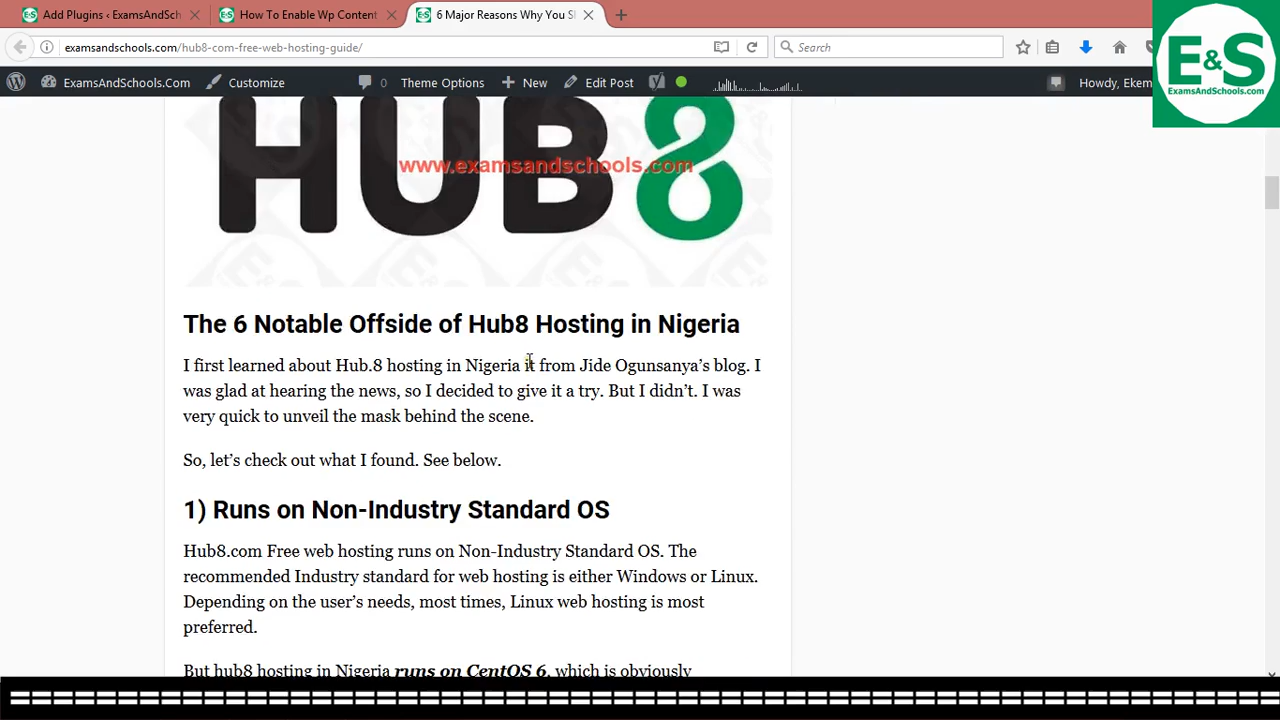 Add Plugins ‹ ExamsAndSch
How To Enable Wp Content
6 Major Reasons Why You S
examsandschools.com/hub8-com-free-web-hosting-guide/
Search
ExamsAndSchools.Com
Customize
0
Theme Options
New
Edit Post
Howdy, Ekem
E&S
ExamsAndSchools.com
HUB8
www.examsandschools.com
The 6 Notable Offside of Hub8 Hosting in Nigeria
I first learned about Hub.8 hosting in Nigeria it from Jide Ogunsanya’s blog. I
was glad at hearing the news, so I decided to give it a try. But I didn’t. I was
very quick to unveil the mask behind the scene.
So, let’s check out what I found. See below.
1) Runs on Non-Industry Standard OS
Hub8.com Free web hosting runs on Non-Industry Standard OS. The
recommended Industry standard for web hosting is either Windows or Linux.
Depending on the user’s needs, most times, Linux web hosting is most
preferred.
But hub8 hosting in Nigeria runs on CentOS 6, which is obviously